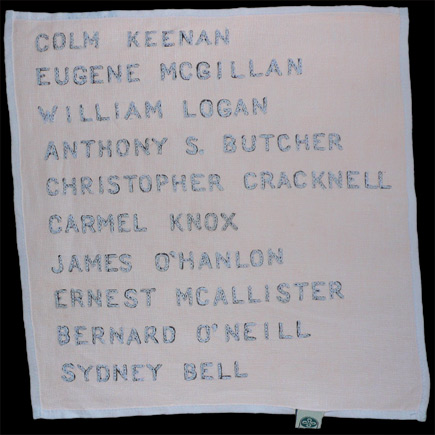 COLM KEENAN
EUGENE MCGILLAN
WILLIAM LOGAN
ANTHONY S. BUTCHER
CHRISTOPHER CRACKNELL
CARMEL KNOX
JAMES O'HANLON
ERNEST MCALLISTER
BERNARD O'NEILL
SYDNEY BELL